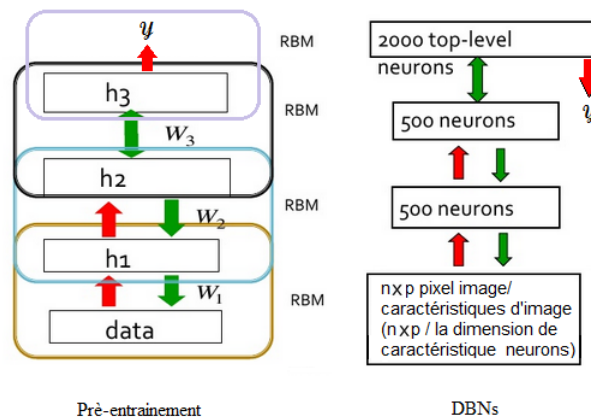 y
RBM
h3
RBM
W₃
h2
RBM
W₂
h1
RBM
W₁
data
Prè-entrainement
2000 top-level
neurons
y
500 neurons
500 neurons
nxp pixel image/
caractéristiques d'image
(nxp / la dimension de
caractéristique neurons)
DBNs